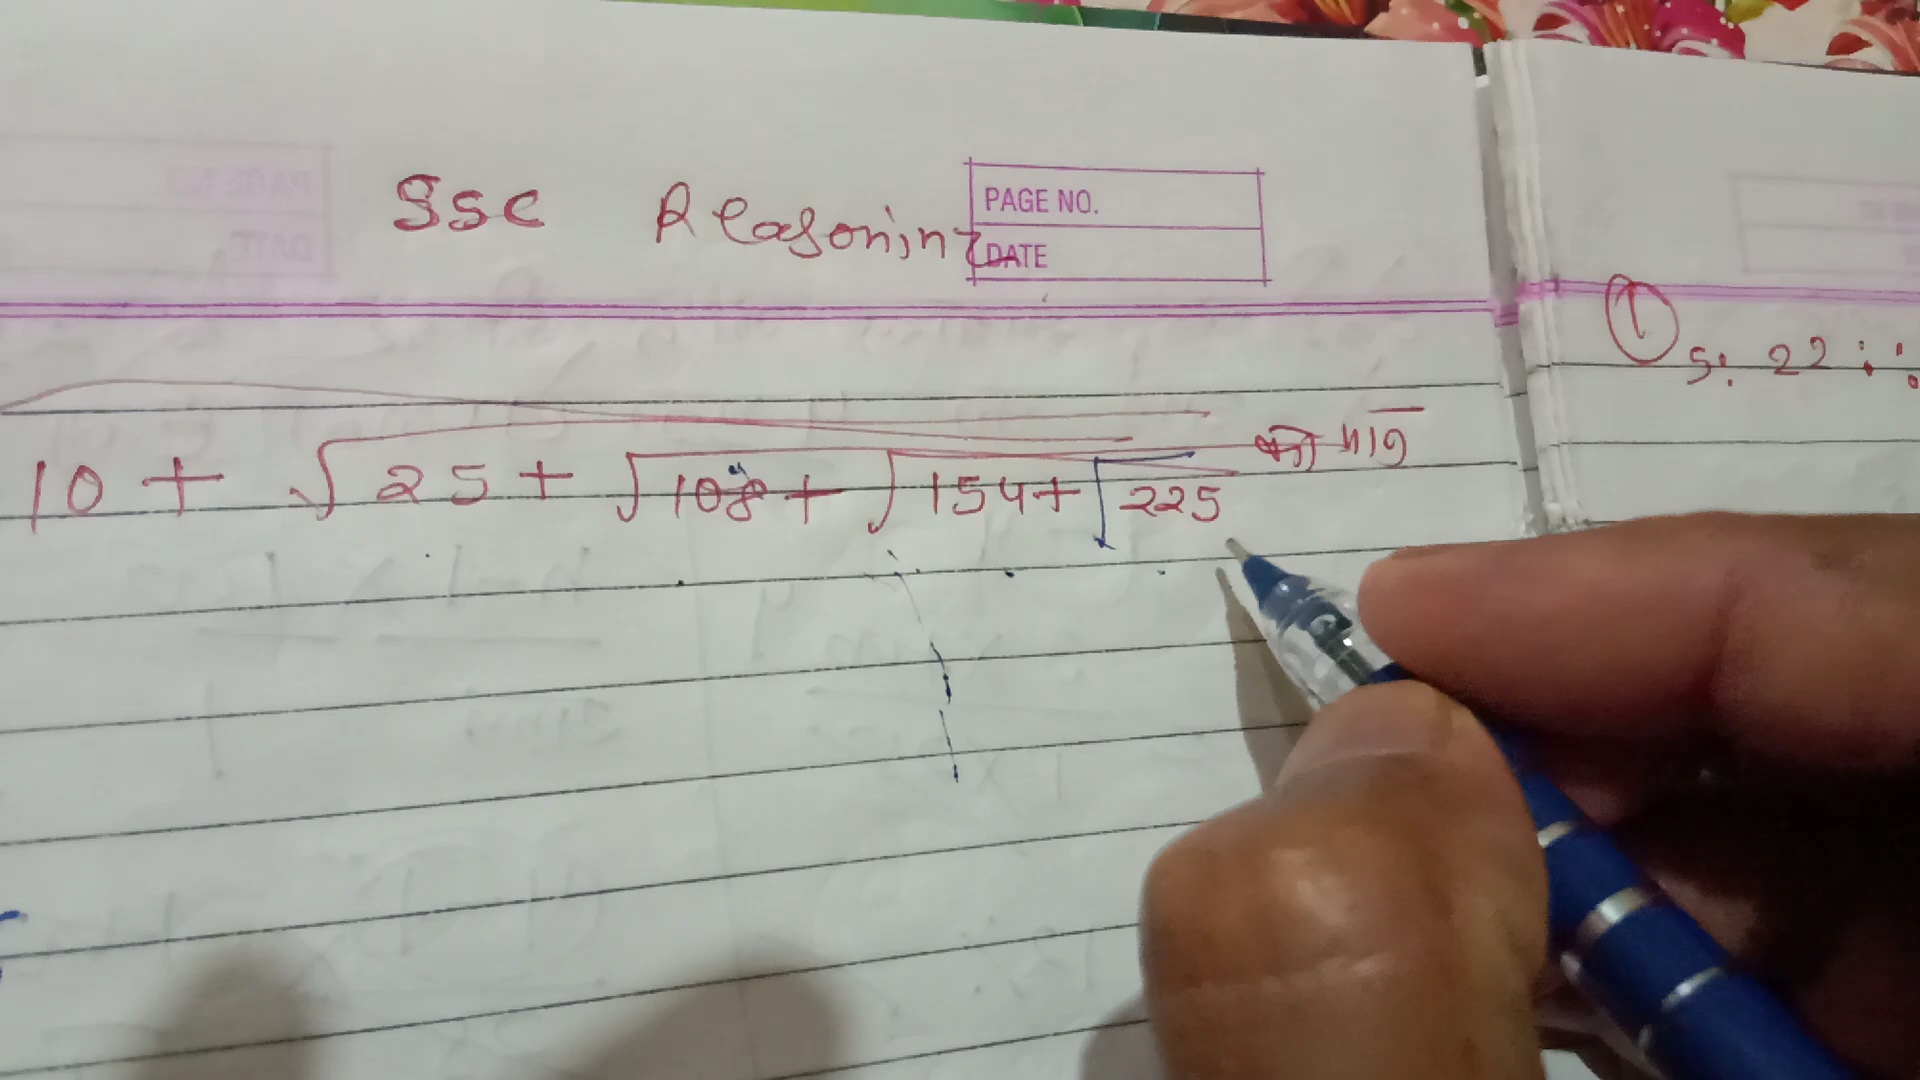 SSC Reasoning
PAGE NO.
DATE
10 + √25 + √108 + √154 + √225 का मान
1
5: 22 ::